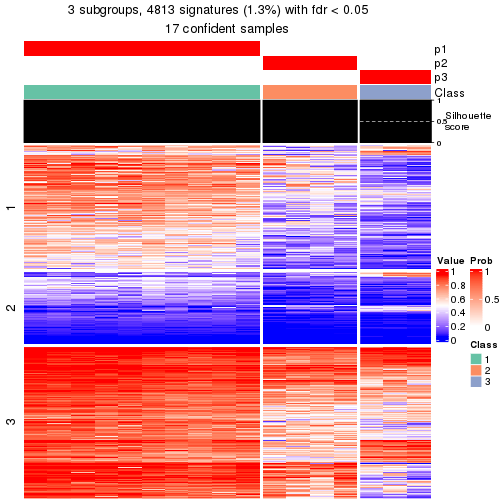 3 subgroups, 4813 signatures (1.3%) with fdr < 0.05
17 confident samples
p1
p2
p3
Class
1
0.5
0
Silhouette
score
1
2
3
Value
1
0.8
0.6
0.4
0.2
0
Prob
1
0.5
0
Class
1
2
3